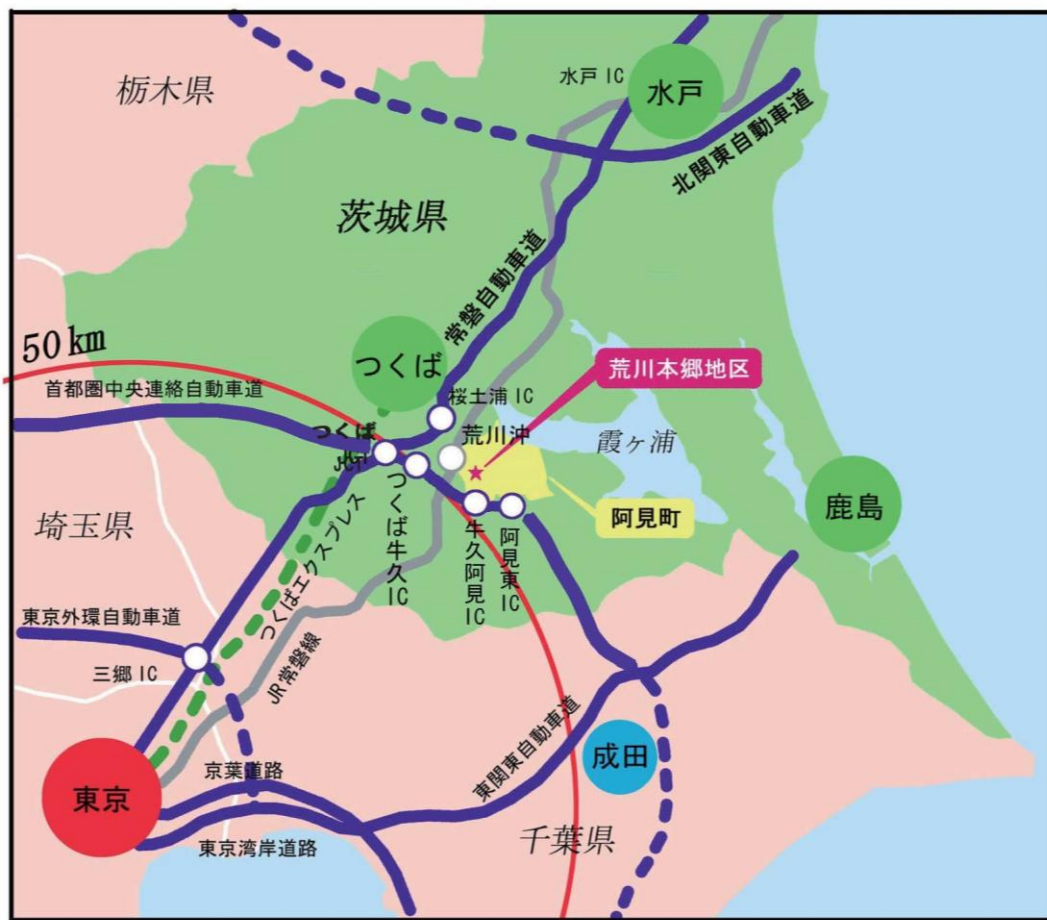 栃木県
水戸 IC
水戸
北関東自動車道
茨城県
常磐自動車道
50 km
つくば
荒川本郷地区
首都圏中央連絡自動車道
桜土浦 IC
つくば
JCT
荒川沖
霞ヶ浦
鹿島
阿見町
埼玉県
つくばエクスプレス
つくば牛久IC
牛久阿見IC
阿見東IC
東京外環自動車道
三郷 IC
JR常磐線
東関東自動車道
成田
京葉道路
東京
東京湾岸道路
千葉県